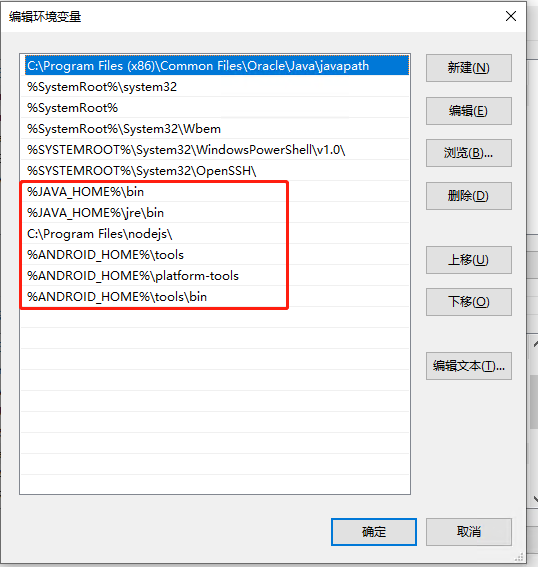 编辑环境变量
C:\Program Files (x86)\Common Files\Oracle\Java\javapath
%SystemRoot%\system32
%SystemRoot%
%SystemRoot%\System32\Wbem
%SYSTEMROOT%\System32\WindowsPowerShell\v1.0\
%SYSTEMROOT%\System32\OpenSSH\
%JAVA_HOME%\bin
%JAVA_HOME%\jre\bin
C:\Program Files\nodejs\
%ANDROID_HOME%\tools
%ANDROID_HOME%\platform-tools
%ANDROID_HOME%\tools\bin
新建(N)
编辑(E)
浏览(B)...
删除(D)
上移(U)
下移(O)
编辑文本(T)...
确定
取消